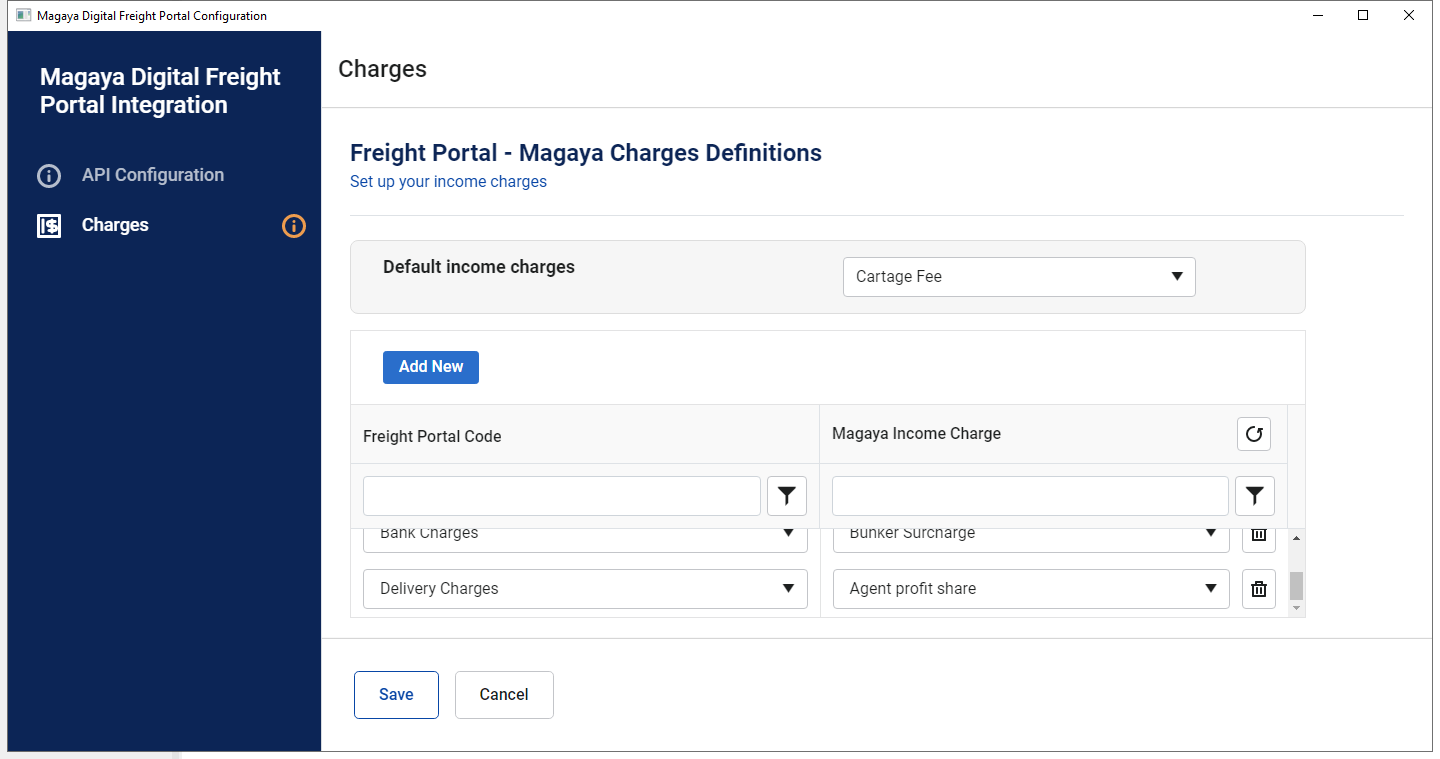 Magaya Digital Freight Portal Configuration
Magaya Digital Freight
Portal Integration
API Configuration
Charges
Charges
Freight Portal - Magaya Charges Definitions
Set up your income charges
Default income charges
Cartage Fee
Add New
Freight Portal Code
Magaya Income Charge
Bank Charges
Bunker Surcharge
Delivery Charges
Agent profit share
Save
Cancel